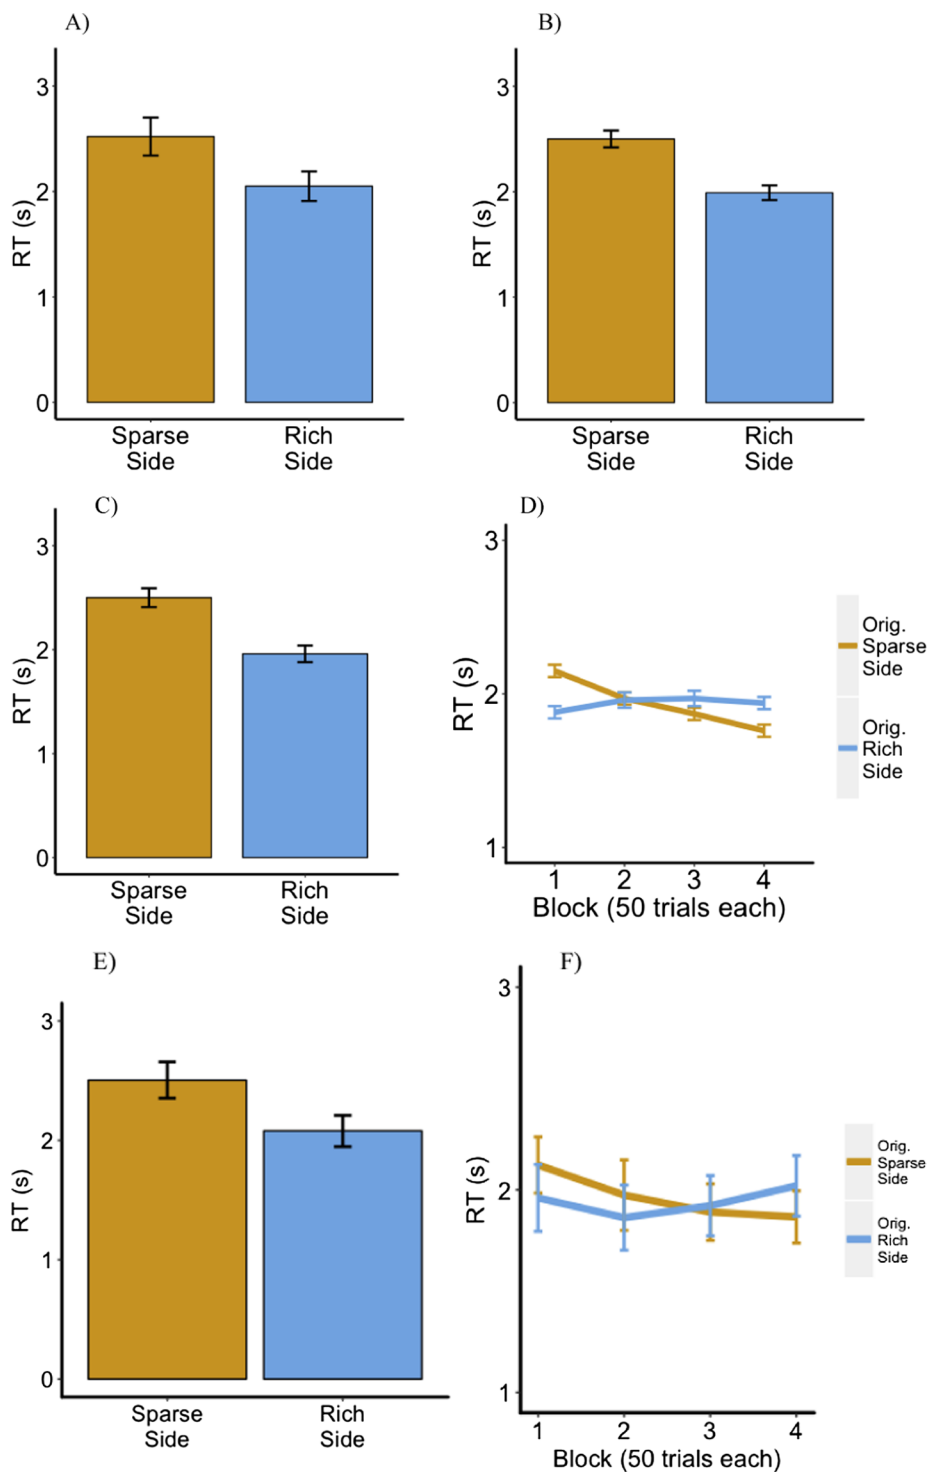 A)
3
2
1
0
RT (s)
Sparse
Side
Rich
Side
B)
3
2
1
0
RT (s)
Sparse
Side
Rich
Side
C)
3
2
1
0
RT (s)
Sparse
Side
Rich
Side
D)
3
2
1
RT (s)
1 2 3 4
Block (50 trials each)
Orig.
Sparse
Side
Orig.
Rich
Side
E)
3
2
1
0
RT (s)
Sparse
Side
Rich
Side
F)
3
2
1
RT (s)
1 2 3 4
Block (50 trials each)
Orig.
Sparse
Side
Orig.
Rich
Side